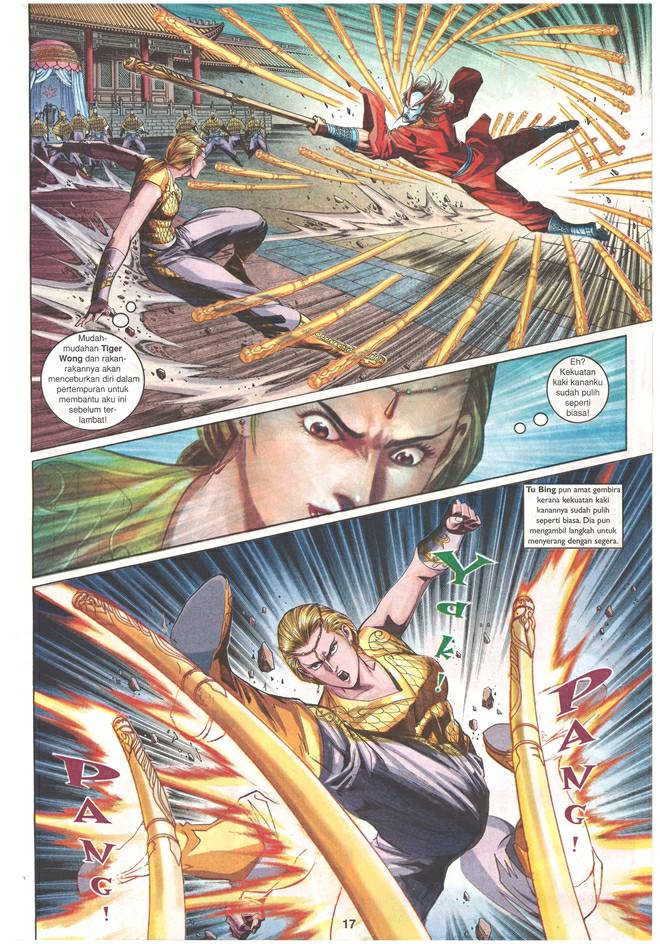 Mudah-
mudahan Tiger
Wong dan rakan-
rakannya akan
menceburkan diri dalam
pertempuran untuk
membantu aku ini
sebelum ter-
lambat!
Eh?
Kekuatan
kaki kananku
sudah pulih
seperti
biasa!
Tu Bing pun amat gembira
kerana kekuatan kaki
kanannya sudah pulih
seperti biasa. Dia pun
mengambil langkah untuk
menyerang dengan segera.
Yak!
PANG!
PANG!
17